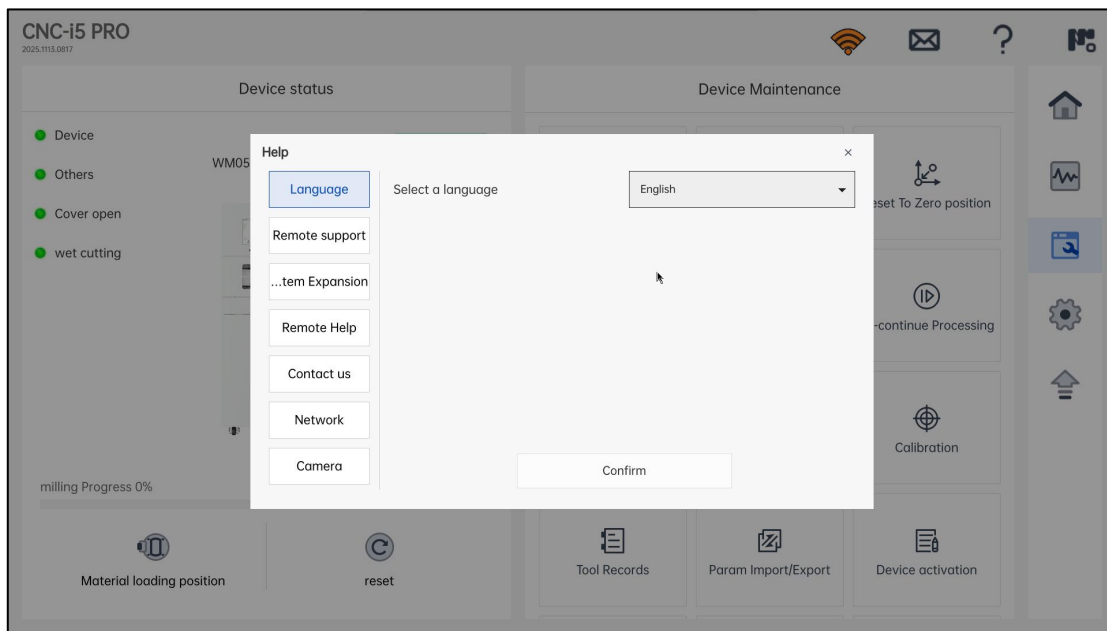 CNC-i5 PRO
2025.1113.0817
Device status
Device Maintenance
Device
Others
Cover open
wet cutting
WM05
Help
×
Language
Remote support
...tem Expansion
Remote Help
Contact us
Network
Camera
Select a language
English
Confirm
eset To Zero position
-continue Processing
Calibration
milling Progress 0%
Material loading position
reset
Tool Records
Param Import/Export
Device activation